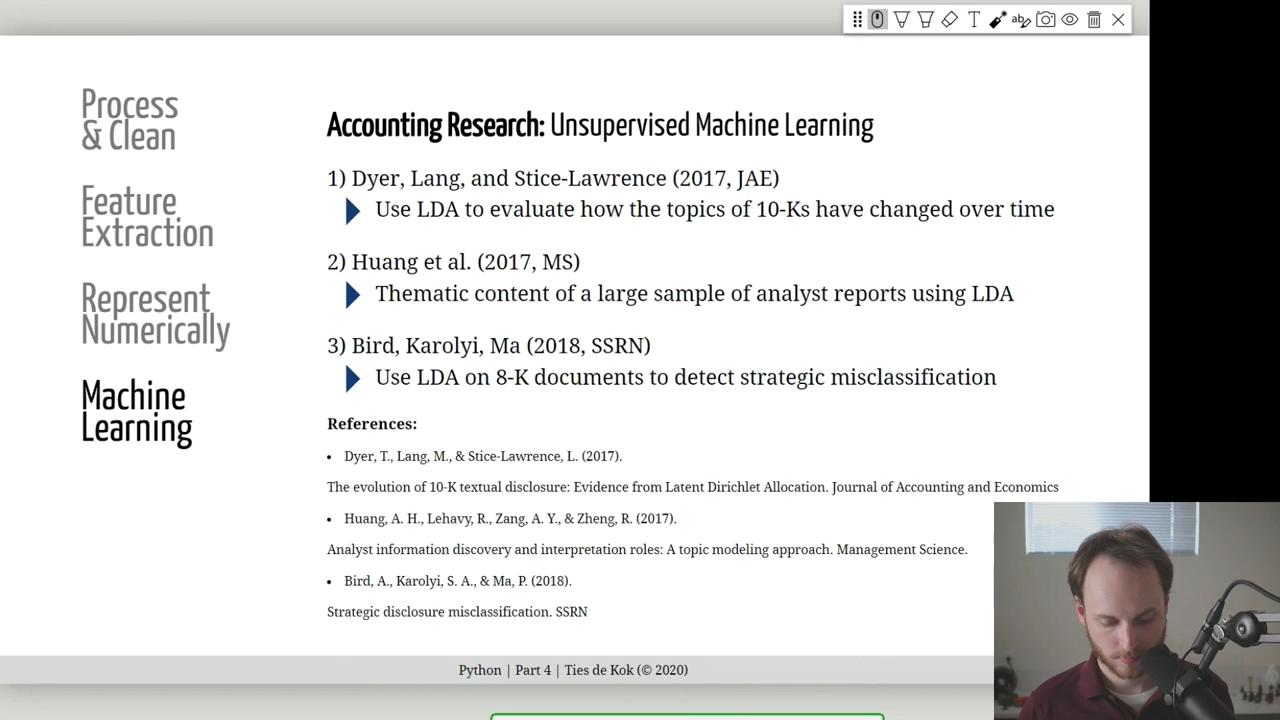 Process
& Clean
Feature
Extraction
Represent
Numerically
Machine
Learning
Accounting Research: Unsupervised Machine Learning
1) Dyer, Lang, and Stice-Lawrence (2017, JAE)
Use LDA to evaluate how the topics of 10-Ks have changed over time
2) Huang et al. (2017, MS)
Thematic content of a large sample of analyst reports using LDA
3) Bird, Karolyi, Ma (2018, SSRN)
Use LDA on 8-K documents to detect strategic misclassification
References:
• Dyer, T., Lang, M., & Stice-Lawrence, L. (2017).
The evolution of 10-K textual disclosure: Evidence from Latent Dirichlet Allocation. Journal of Accounting and Economics
• Huang, A. H., Lehavy, R., Zang, A. Y., & Zheng, R. (2017).
Analyst information discovery and interpretation roles: A topic modeling approach. Management Science.
• Bird, A., Karolyi, S. A., & Ma, P. (2018).
Strategic disclosure misclassification. SSRN
Python | Part 4 | Ties de Kok (© 2020)